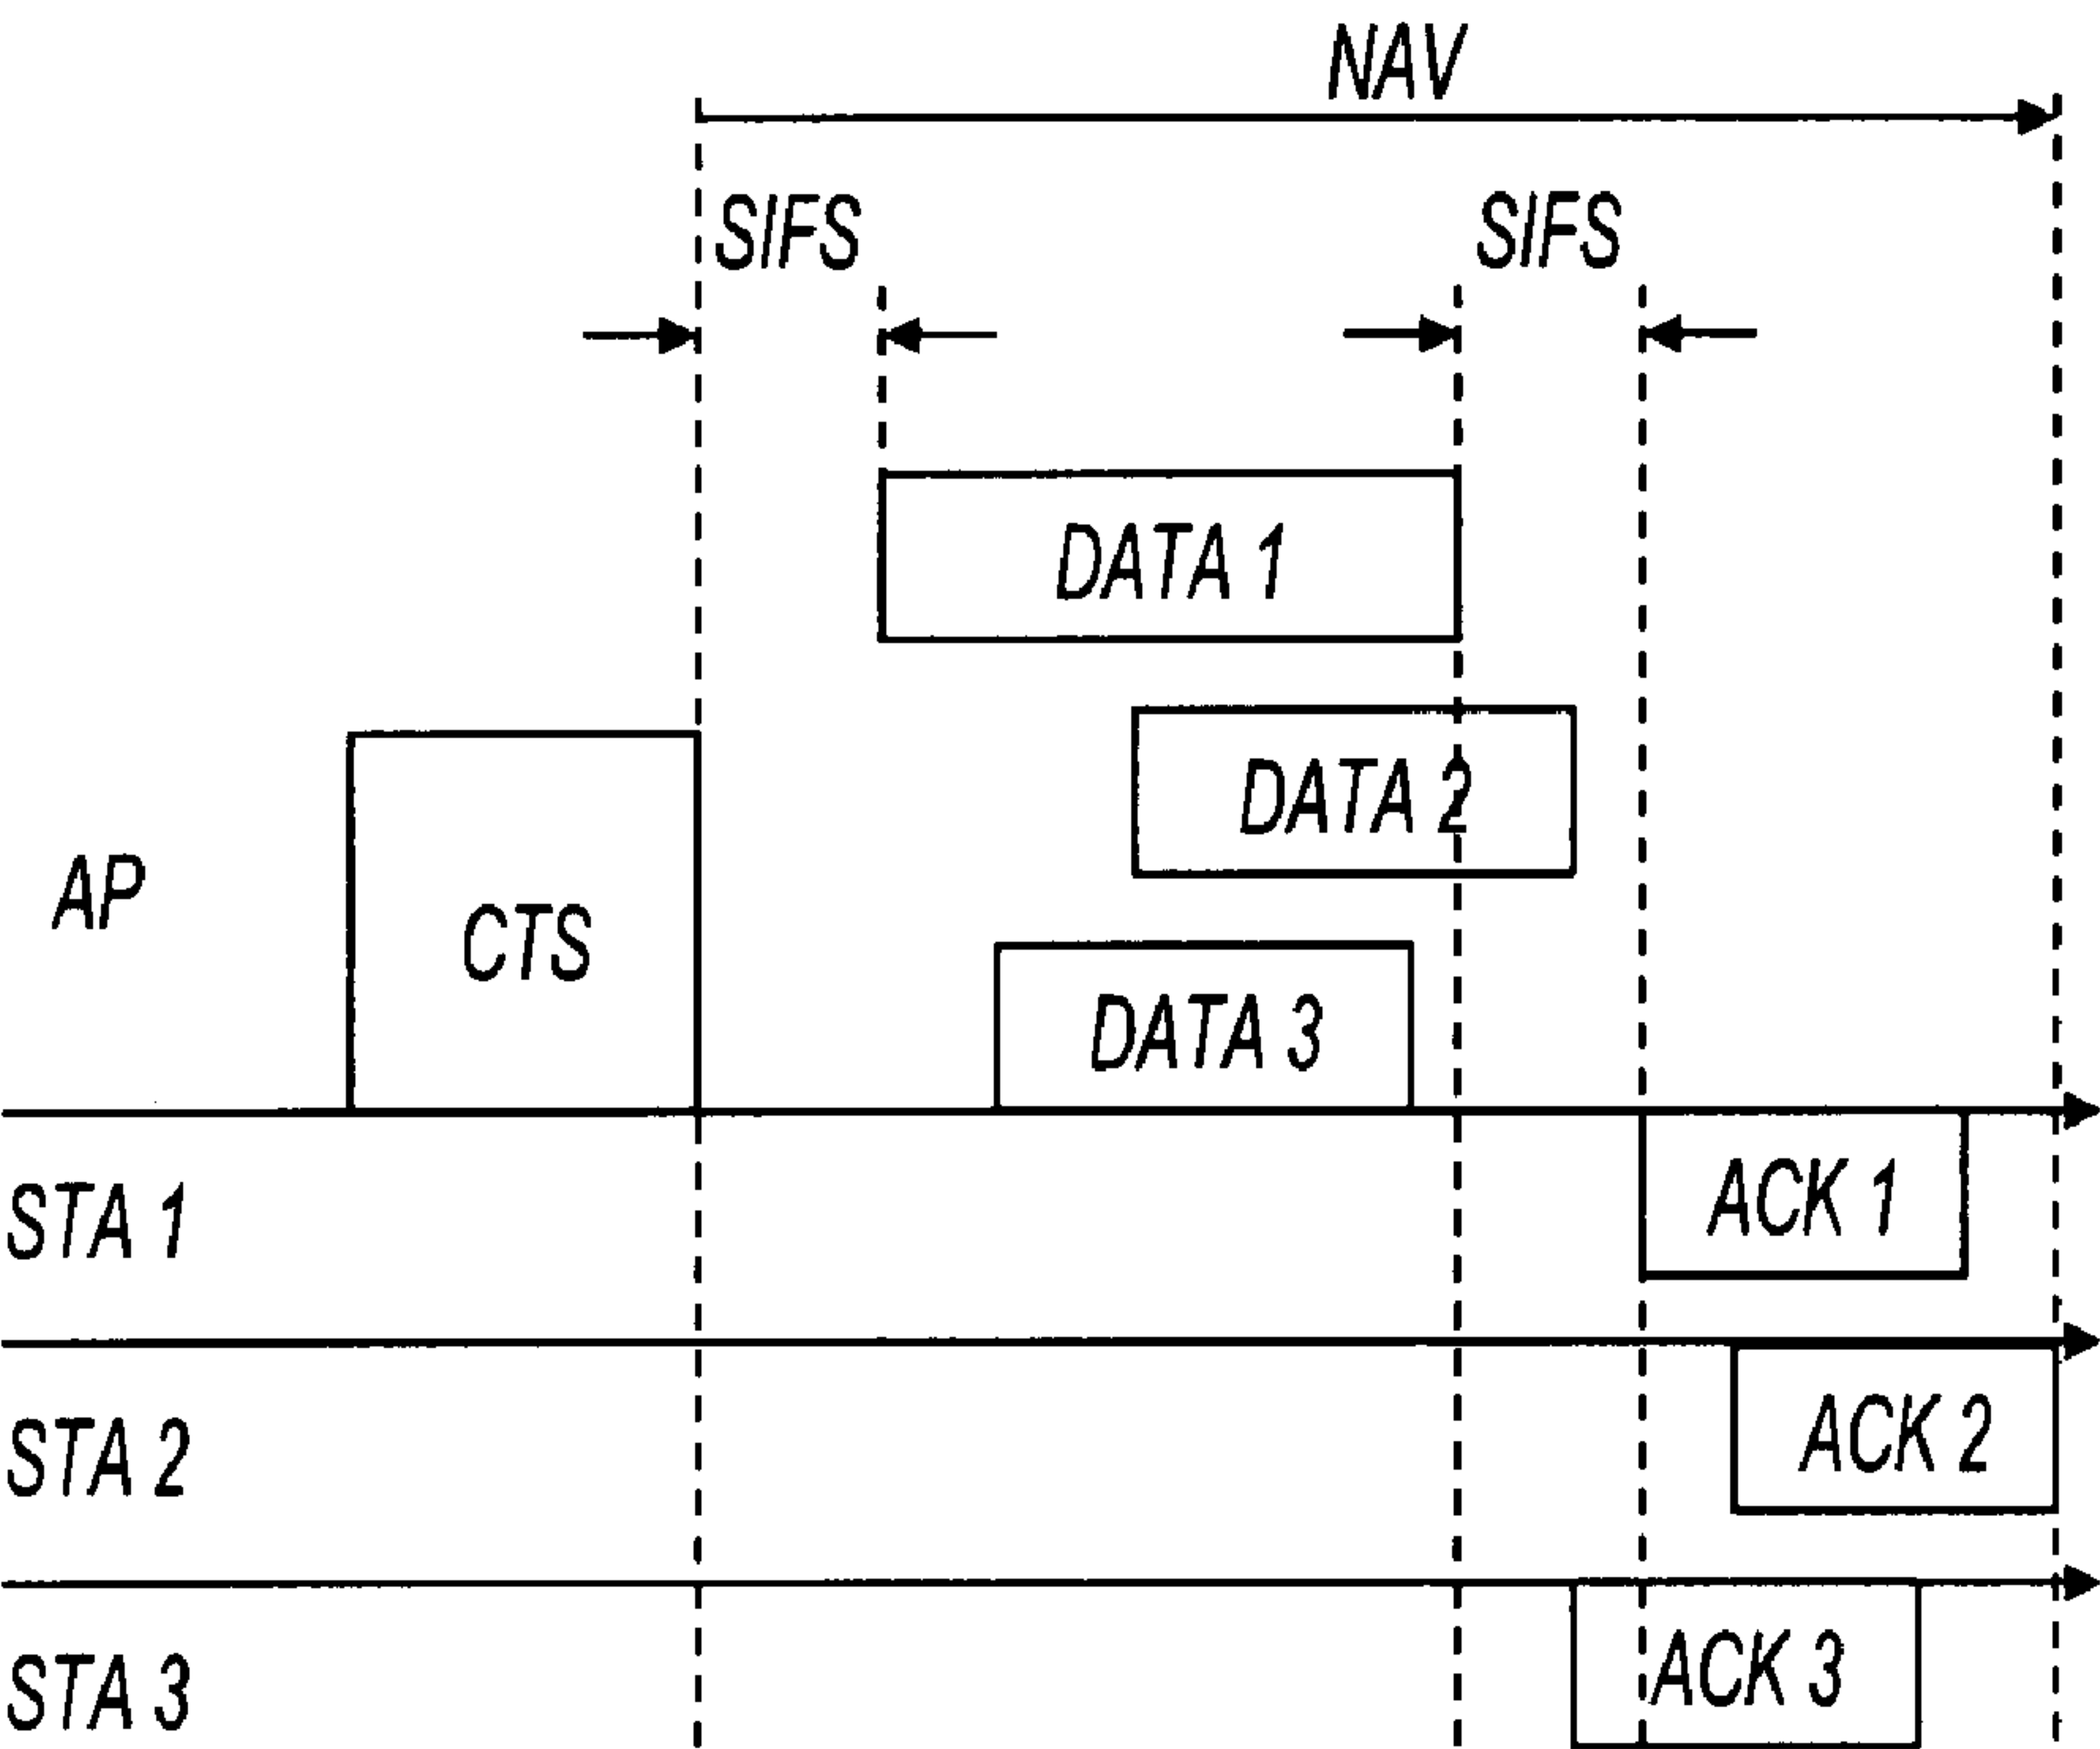 NAV
SIFS
SIFS
DATA 1
DATA 2
AP
CTS
DATA 3
STA 1
ACK 1
STA 2
ACK 2
STA 3
ACK 3